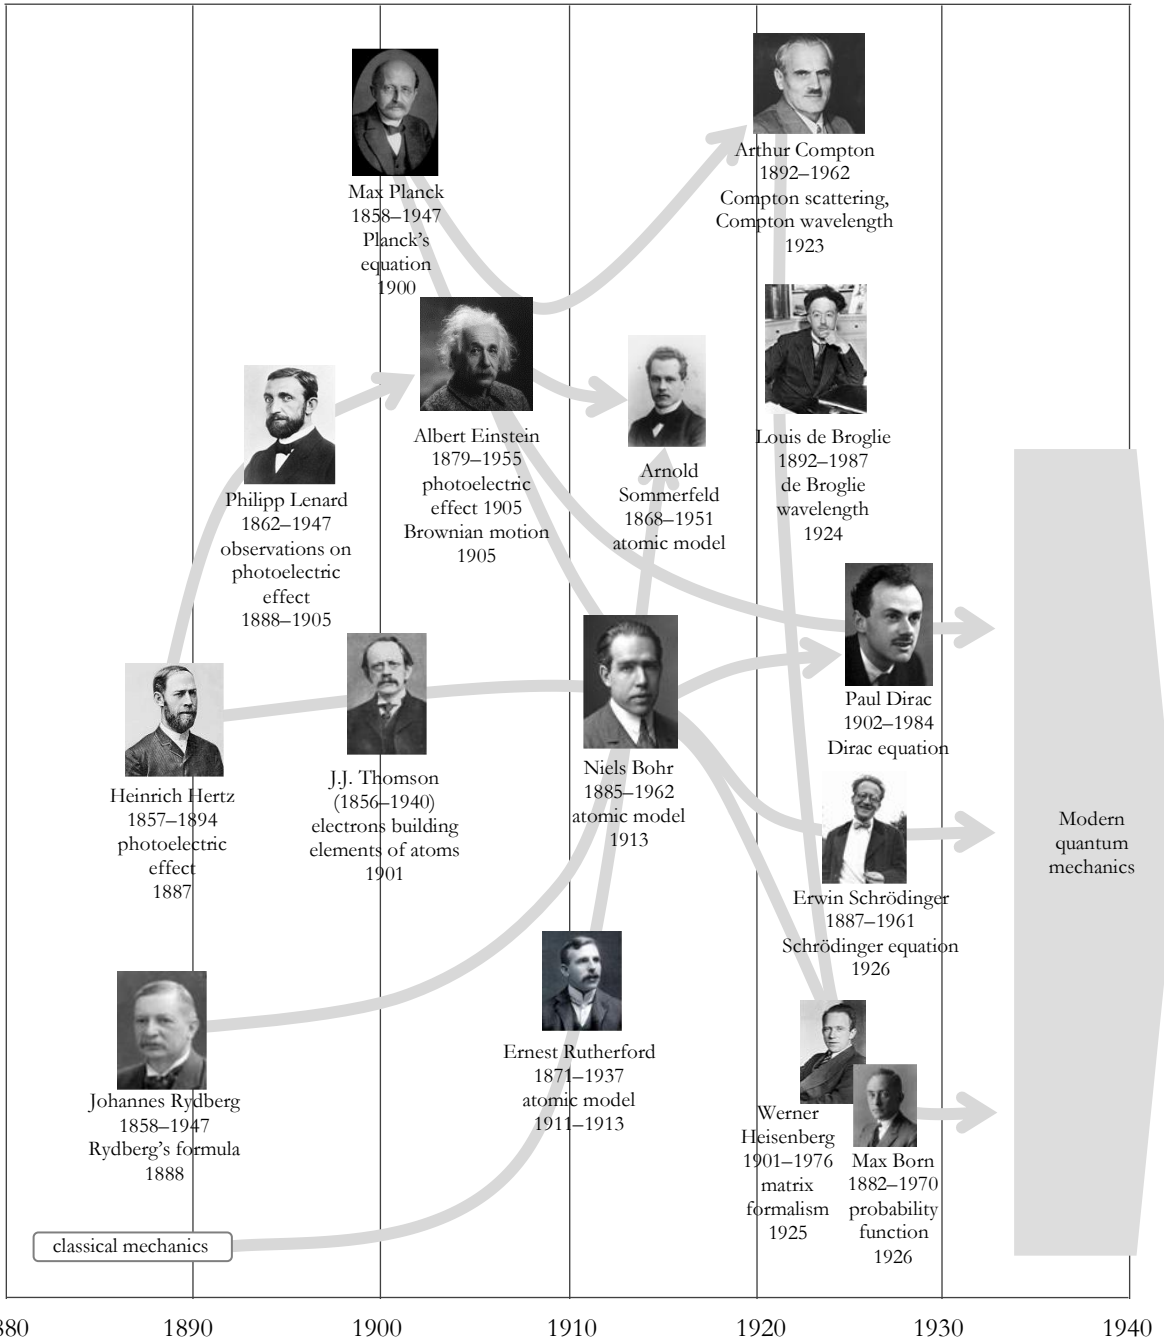 Max Planck
1858–1947
Planck's
equation
1900
Arthur Compton
1892–1962
Compton scattering,
Compton wavelength
1923
Albert Einstein
1879–1955
photoelectric
effect 1905
Brownian motion
1905
Louis de Broglie
1892–1987
de Broglie
wavelength
1924
Arnold
Sommerfeld
1868–1951
atomic model
Philipp Lenard
1862–1947
observations on
photoelectric
effect
1888–1905
Paul Dirac
1902–1984
Dirac equation
Heinrich Hertz
1857–1894
photoelectric
effect
1887
J.J. Thomson
(1856–1940)
electrons building
elements of atoms
1901
Niels Bohr
1885–1962
atomic model
1913
Modern
quantum
mechanics
Erwin Schrödinger
1887–1961
Schrödinger equation
1926
Johannes Rydberg
1858–1947
Rydberg's formula
1888
Ernest Rutherford
1871–1937
atomic model
1911–1913
Werner
Heisenberg
1901–1976
matrix
formalism
1925
Max Born
1882–1970
probability
function
1926
classical mechanics
880
1890
1900
1910
1920
1930
1940